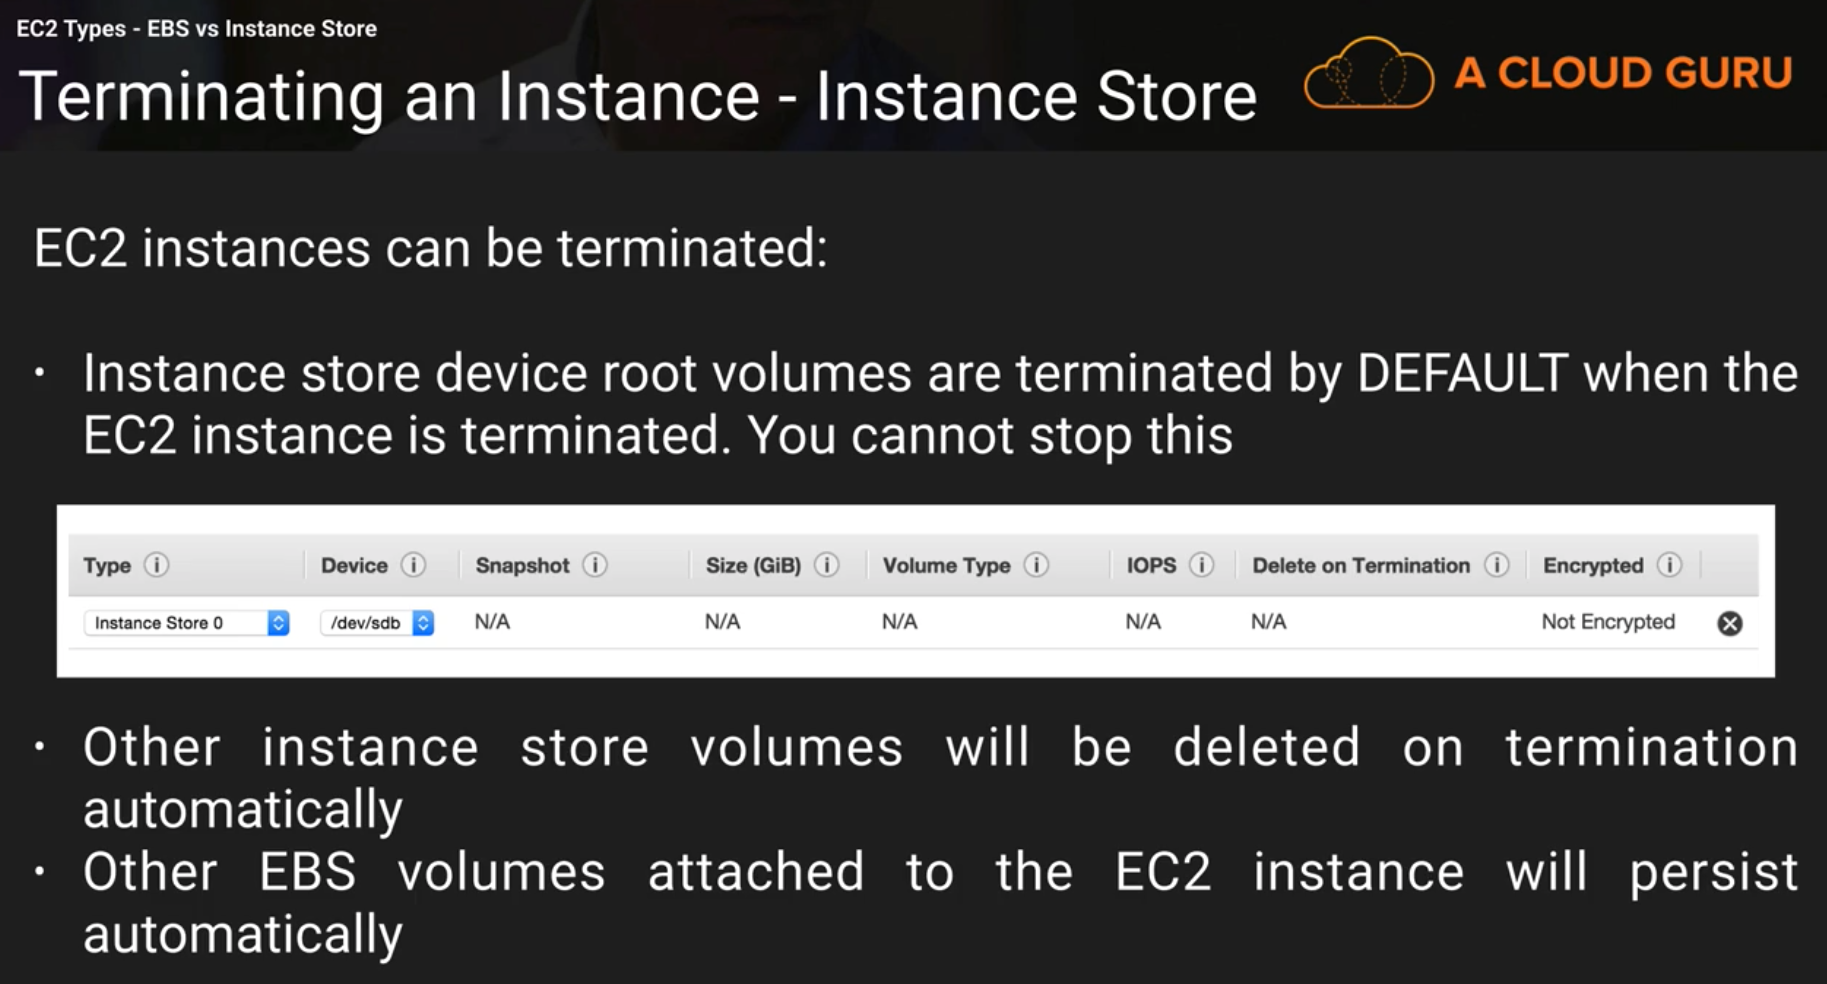 EC2 Types - EBS vs Instance Store
Terminating an Instance - Instance Store
A CLOUD GURU
EC2 instances can be terminated:
• Instance store device root volumes are terminated by DEFAULT when the
EC2 instance is terminated. You cannot stop this
Type Device Snapshot Size (GiB) Volume Type IOPS Delete on Termination Encrypted
Instance Store 0 /dev/sdb N/A N/A N/A N/A N/A Not Encrypted
• Other instance store volumes will be deleted on termination
automatically
• Other EBS volumes attached to the EC2 instance will persist
automatically